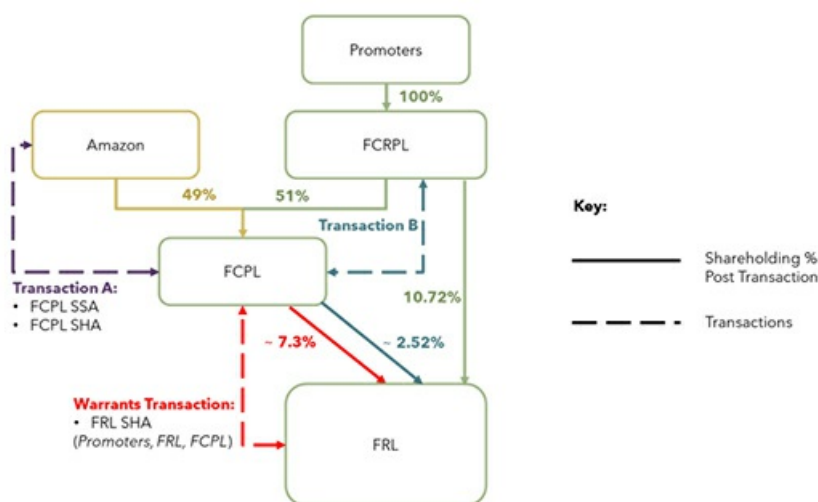 Promoters
100%
Amazon
FCRPL
49%
51%
Transaction B
Key:
FCPL
Shareholding %
Post Transaction
10.72%
Transaction A:
• FCPL SSA
• FCPL SHA
Transactions
~ 7.3%
~ 2.52%
Warrants Transaction:
• FRL SHA
(Promoters, FRL, FCPL)
FRL